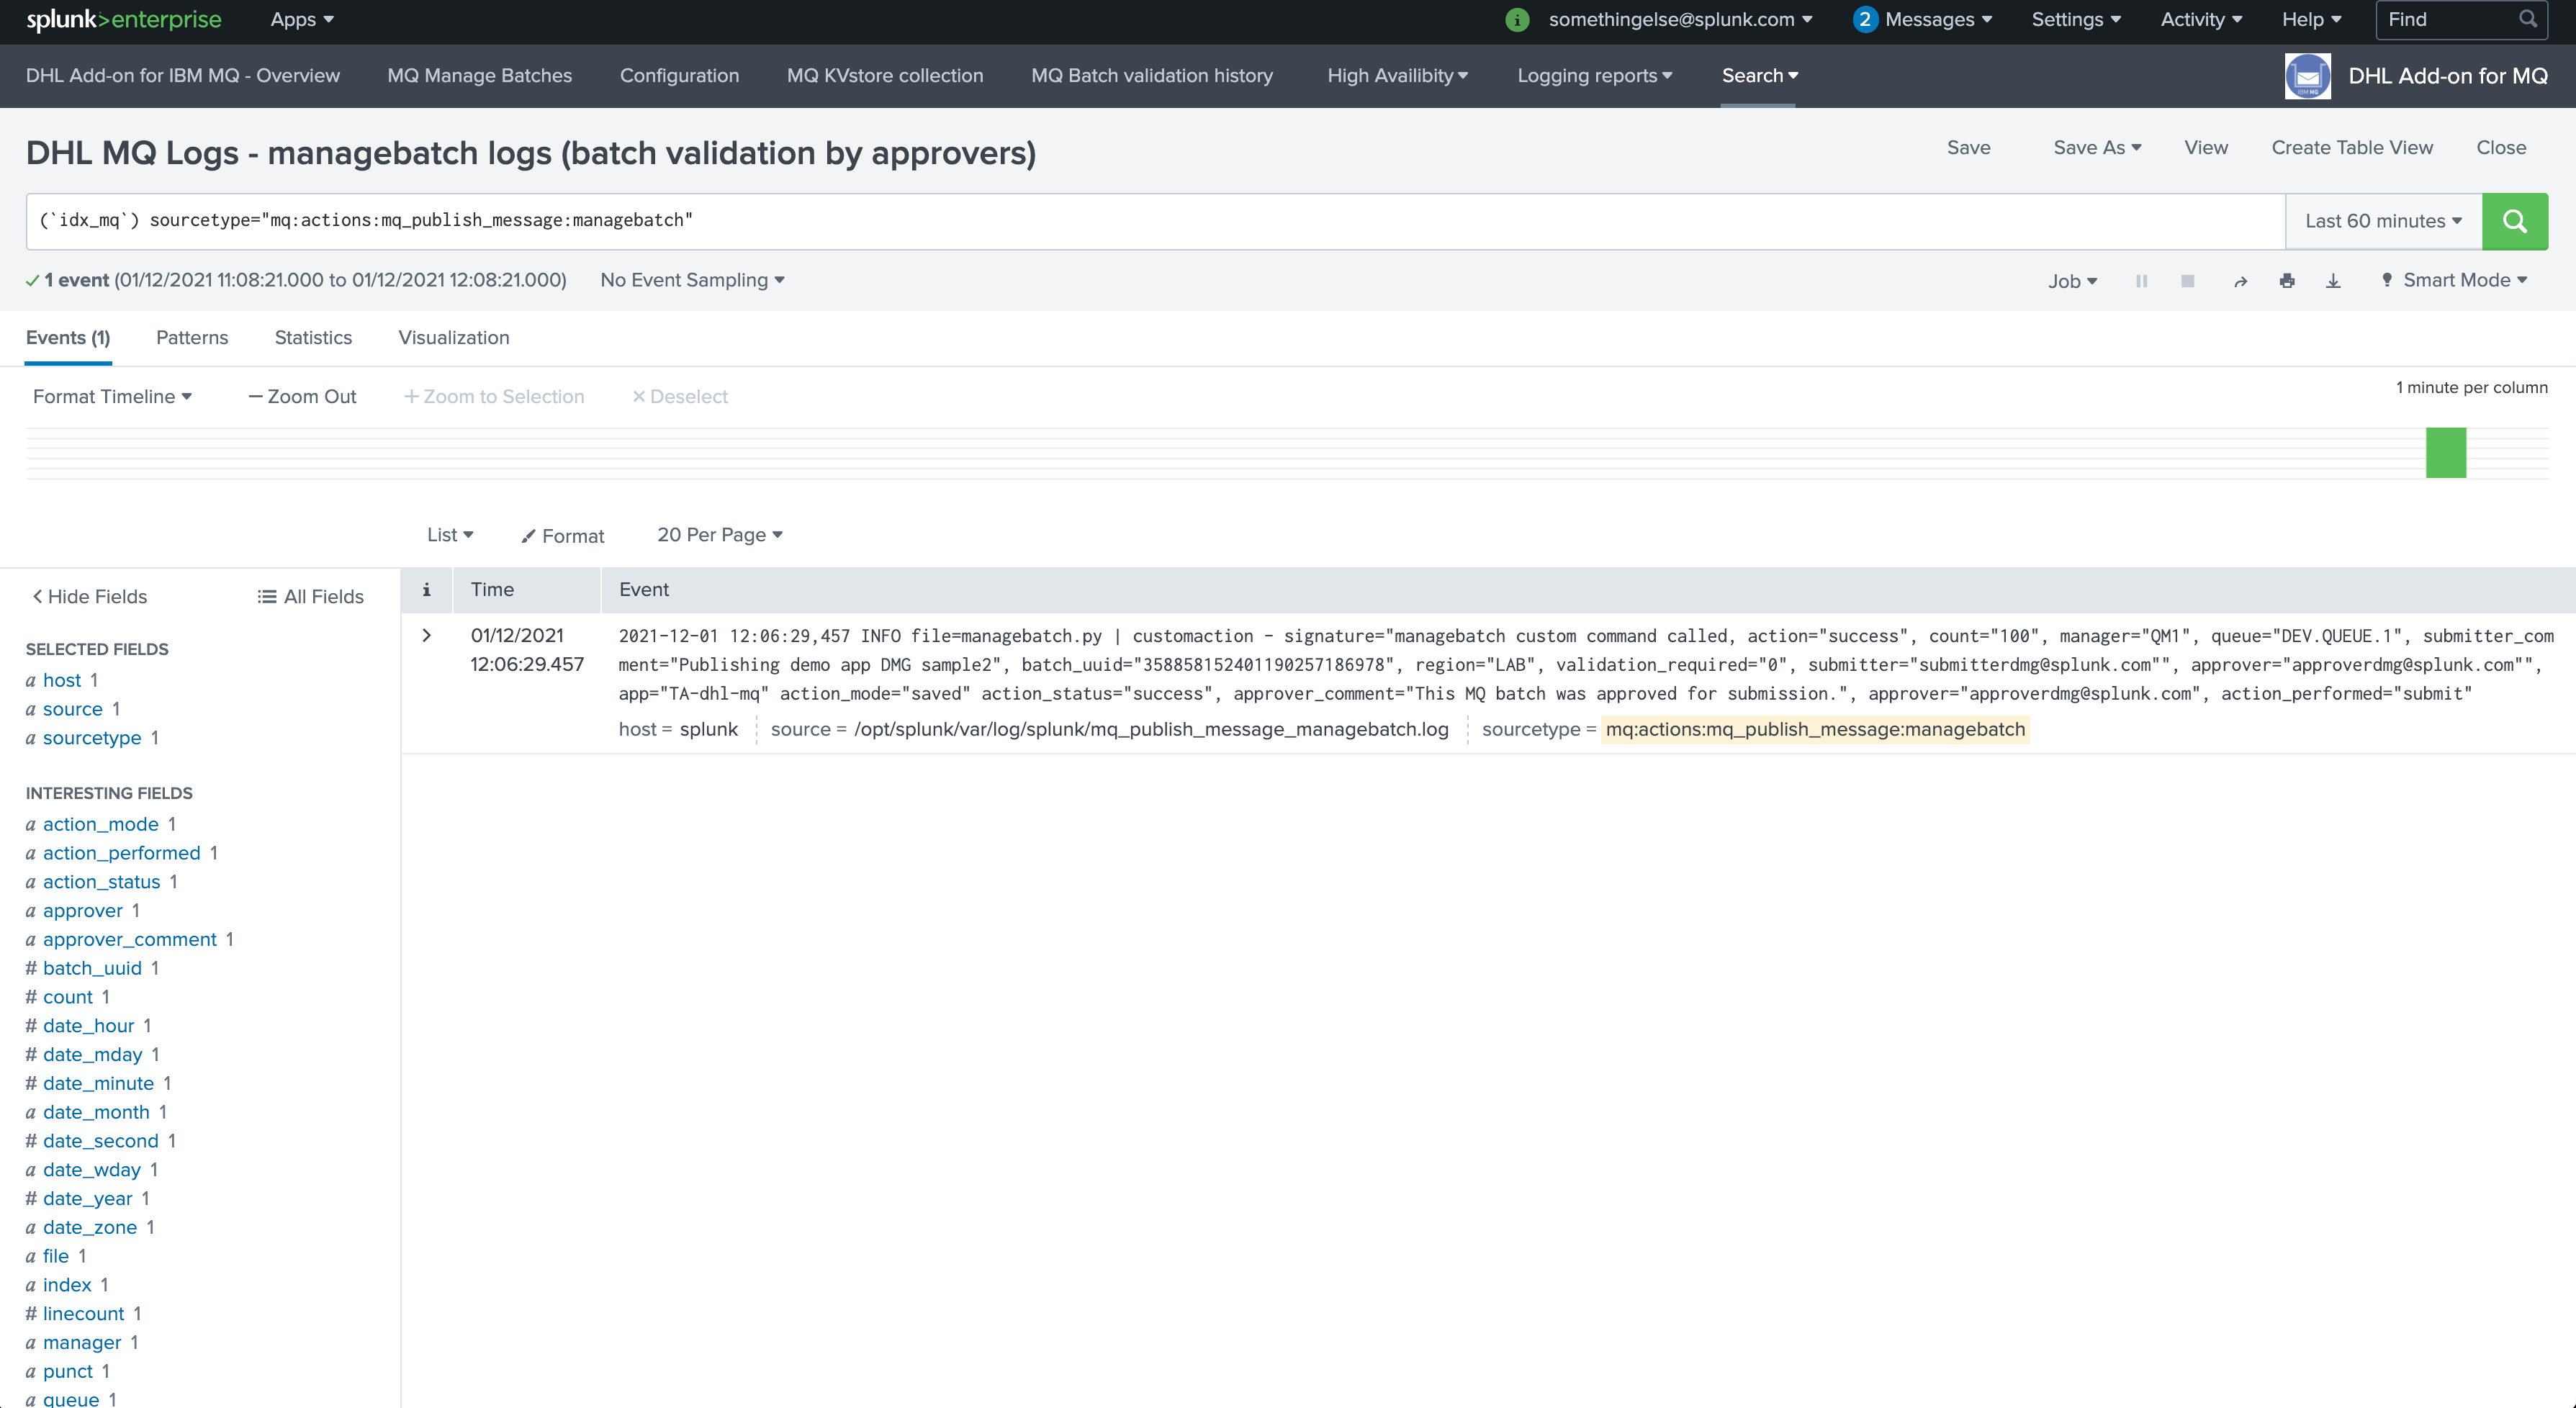 splunk>enterprise Apps i somethingelse@splunk.com 2 Messages Settings Activity Help Find
DHL Add-on for IBM MQ - Overview MQ Manage Batches Configuration MQ KVstore collection MQ Batch validation history High Availibity Logging reports Search DHL Add-on for MQ
DHL MQ Logs - managebatch logs (batch validation by approvers) Save Save As View Create Table View Close
(`idx_mq`) sourcetype="mq:actions:mq_publish_message:managebatch" Last 60 minutes
1 event (01/12/2021 11:08:21.000 to 01/12/2021 12:08:21.000) No Event Sampling Job Smart Mode
Events (1) Patterns Statistics Visualization
Format Timeline — Zoom Out + Zoom to Selection × Deselect 1 minute per column
List Format 20 Per Page
< Hide Fields All Fields i Time Event
SELECTED FIELDS
a host 1
a source 1
a sourcetype 1
INTERESTING FIELDS
a action_mode 1
a action_performed 1
a action_status 1
a approver 1
a approver_comment 1
# batch_uuid 1
# count 1
# date_hour 1
# date_mday 1
# date_minute 1
a date_month 1
# date_second 1
a date_wday 1
# date_year 1
a date_zone 1
a file 1
a index 1
# linecount 1
a manager 1
a punct 1
a queue 1
> 01/12/2021
12:06:29.457
2021-12-01 12:06:29,457 INFO file=managebatch.py | customaction - signature="managebatch custom command called, action="success", count="100", manager="QM1", queue="DEV.QUEUE.1", submitter_com
ment="Publishing demo app DMG sample2", batch_uuid="358858152401190257186978", region="LAB", validation_required="0", submitter="submitterdmg@splunk.com"", approver="approverdmg@splunk.com"",
app="TA-dhl-mq" action_mode="saved" action_status="success", approver_comment="This MQ batch was approved for submission.", approver="approverdmg@splunk.com", action_performed="submit"
host = splunk source = /opt/splunk/var/log/splunk/mq_publish_message_managebatch.log sourcetype = mq:actions:mq_publish_message:managebatch